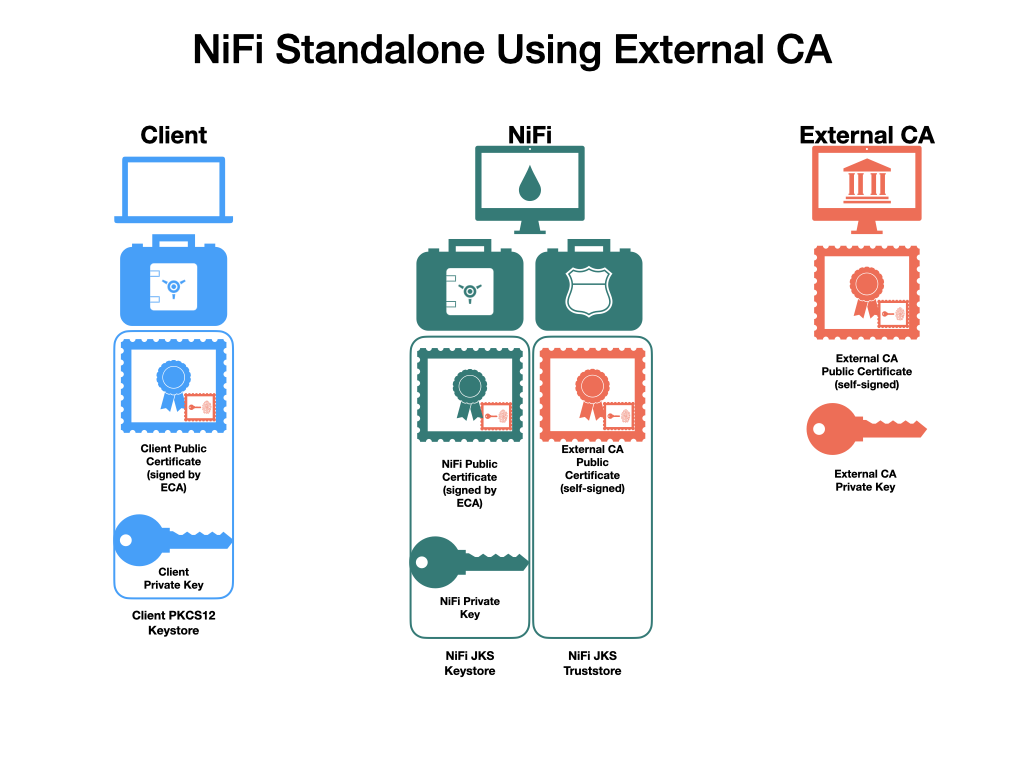 NiFi Standalone Using External CA
Client
NiFi
External CA
Client Public
Certificate
(signed by
ECA)
Client
Private Key
Client PKCS12
Keystore
NiFi Public
Certificate
(signed by
ECA)
NiFi Private
Key
NiFi JKS
Keystore
External CA
Public
Certificate
(self-signed)
NiFi JKS
Truststore
External CA
Public Certificate
(self-signed)
External CA
Private Key